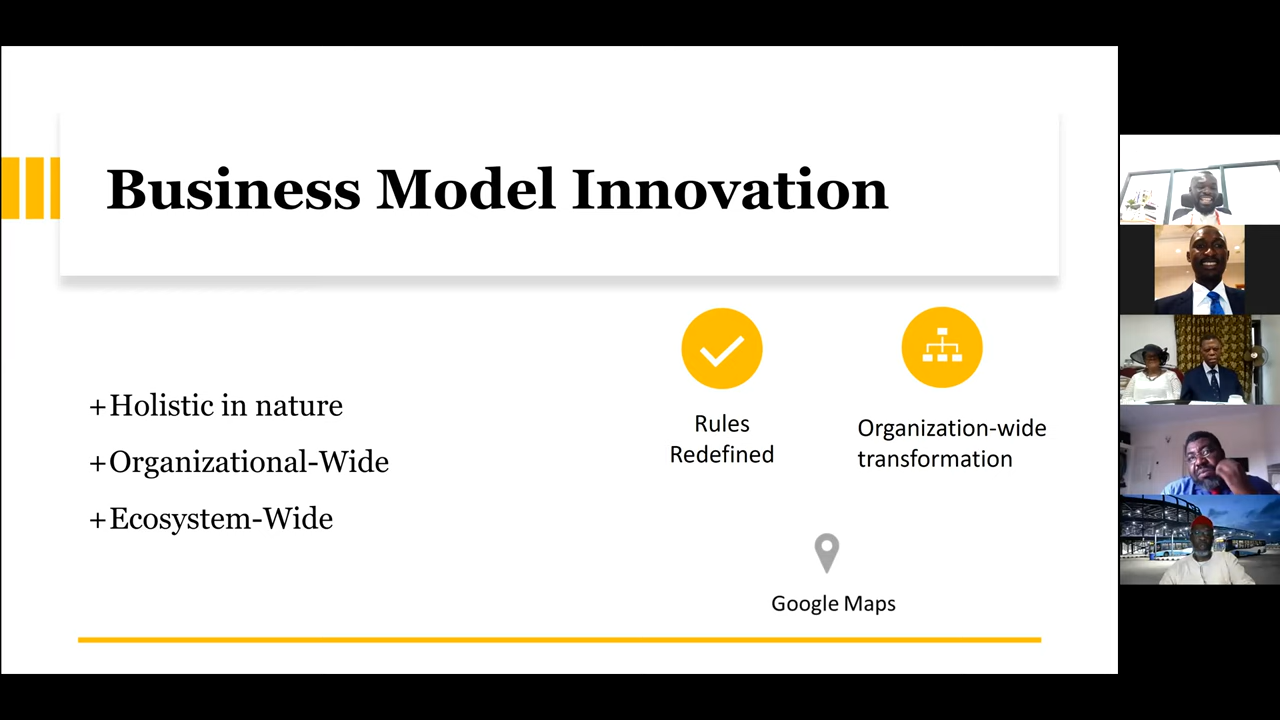 Business Model Innovation
+Holistic in nature
+Organizational-Wide
+Ecosystem-Wide
Rules
Redefined
Organization-wide
transformation
Google Maps